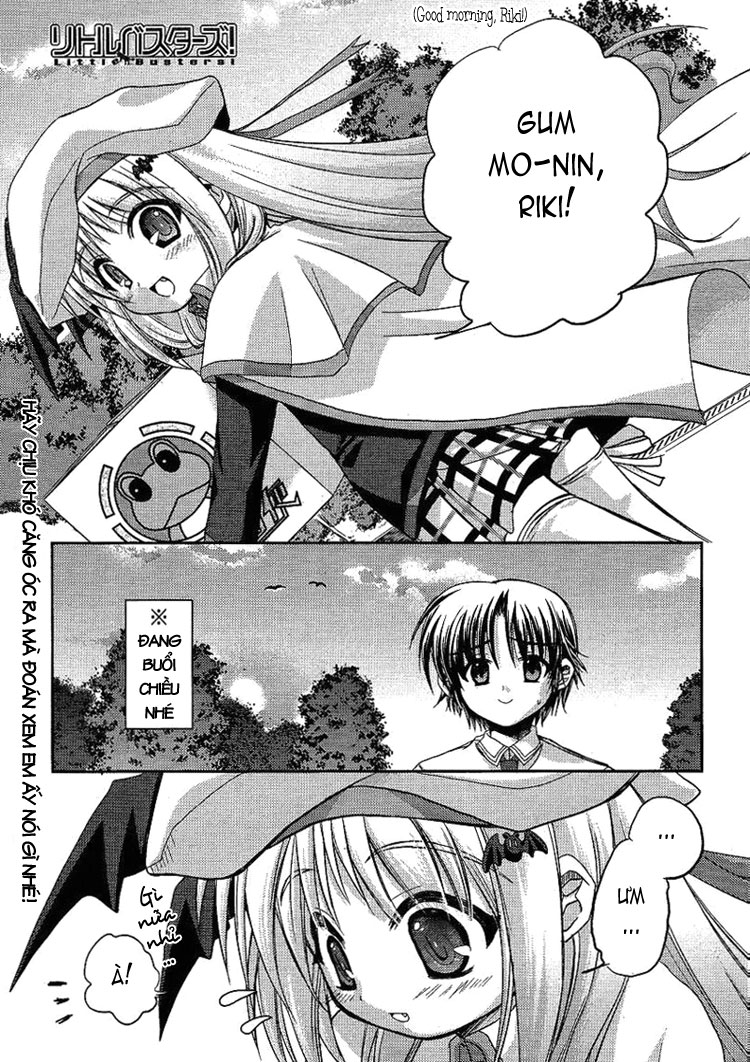 リトルバスターズ!
Little Busters!
(Good morning, Riki!)
GUM
MO-NIN,
RIKI!
HÃY CHỊU KHÓ CĂNG ÓC RA MÀ ĐOÁN XEM EM ẤY NÓI GÌ NHÉ!
※
ĐANG
BUỔI
CHIỀU
NHÉ
...
ƯM
...
Gì
nữa
nhỉ
...
À!